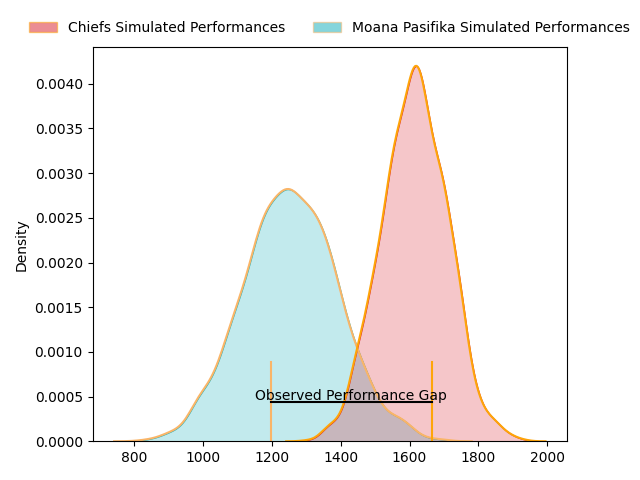 Chiefs Simulated Performances
Moana Pasifika Simulated Performances
0.0040
0.0035
0.0030
0.0025
0.0020
0.0015
0.0010
0.0005
0.0000
Density
Observed Performance Gap
800 1000 1200 1400 1600 1800 2000